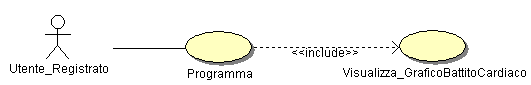 <<include>>
Utente_Registrato
Programma
Visualizza_GraficoBattitoCardiaco